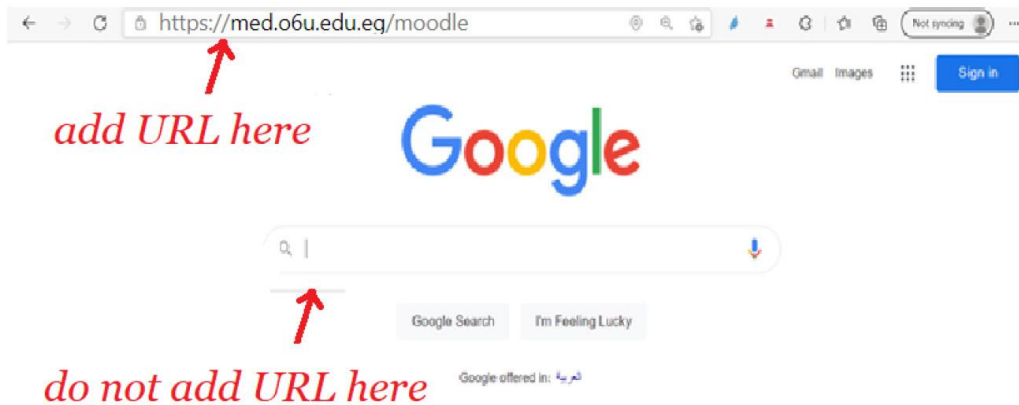 https://med.o6u.edu.eg/moodle
Not syncing
Gmail Images
Sign in
add URL here
Google
Google Search I'm Feeling Lucky
Google offered in: العربية
do not add URL here